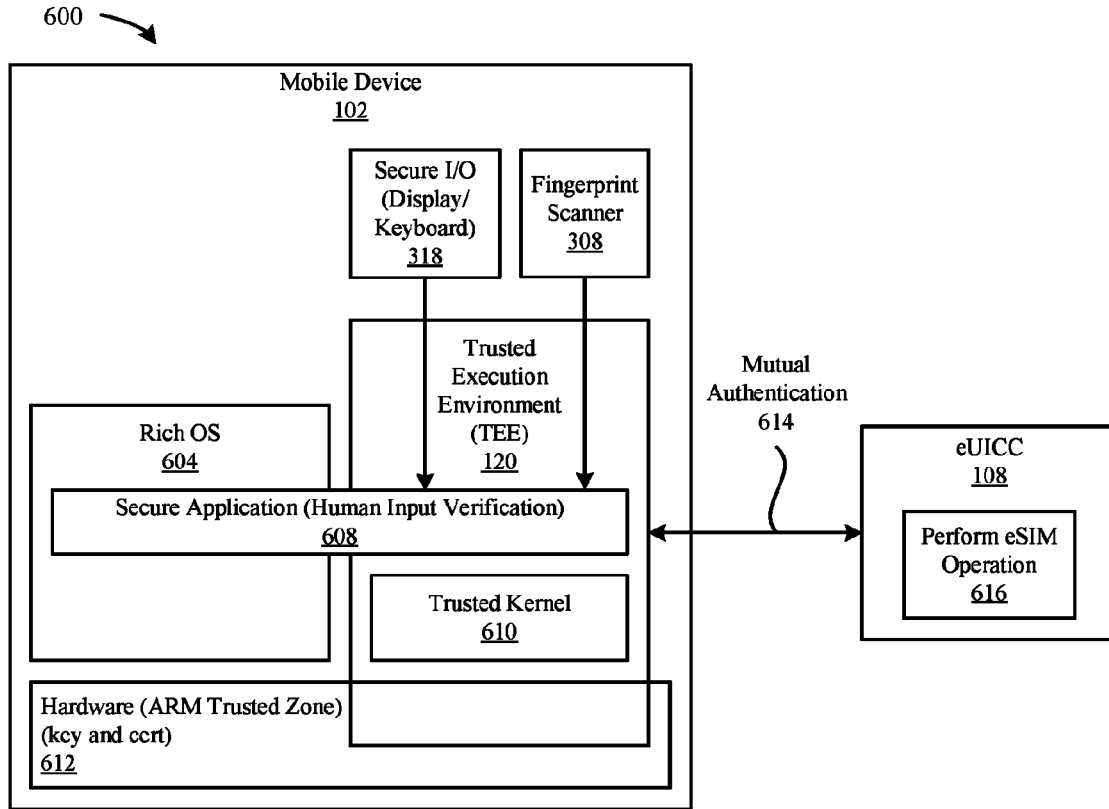 600
Mobile Device
102
Secure I/O
(Display/
Keyboard)
318
Fingerprint
Scanner
308
Trusted
Execution
Environment
(TEE)
120
Mutual
Authentication
614
Rich OS
604
eUICC
108
Secure Application (Human Input Verification)
608
Perform eSIM
Operation
616
Trusted Kernel
610
Hardware (ARM Trusted Zone)
(key and cert)
612